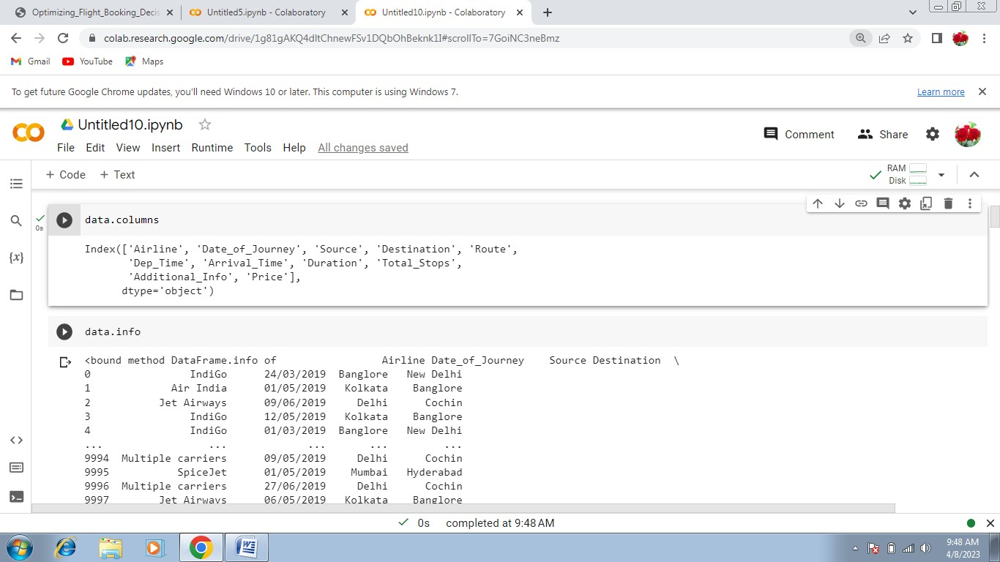 Optimizing_Flight_Booking_Decis
Untitled5.ipynb - Colaboratory
Untitled10.ipynb - Colaboratory
colab.research.google.com/drive/1g81gAKQ4dltChnewFSv1DQbOhBeknk1I#scrollTo=7GoiNC3neBmz
Gmail YouTube Maps
To get future Google Chrome updates, you'll need Windows 10 or later. This computer is using Windows 7. Learn more
Untitled10.ipynb
Comment Share
File Edit View Insert Runtime Tools Help All changes saved
+ Code + Text
RAM
Disk
data.columns
0s
Index(['Airline', 'Date_of_Journey', 'Source', 'Destination', 'Route',
'Dep_Time', 'Arrival_Time', 'Duration', 'Total_Stops',
'Additional_Info', 'Price'],
dtype='object')
data.info
<bound method DataFrame.info of Airline Date_of_Journey Source Destination \
0 IndiGo 24/03/2019 Banglore New Delhi
1 Air India 01/05/2019 Kolkata Banglore
2 Jet Airways 09/06/2019 Delhi Cochin
3 IndiGo 12/05/2019 Kolkata Banglore
4 IndiGo 01/03/2019 Banglore New Delhi
... ... ... ... ...
9994 Multiple carriers 09/05/2019 Delhi Cochin
9995 SpiceJet 01/05/2019 Mumbai Hyderabad
9996 Multiple carriers 27/06/2019 Delhi Cochin
9997 Jet Airways 06/05/2019 Kolkata Banglore
0s completed at 9:48 AM
9:48 AM
4/8/2023